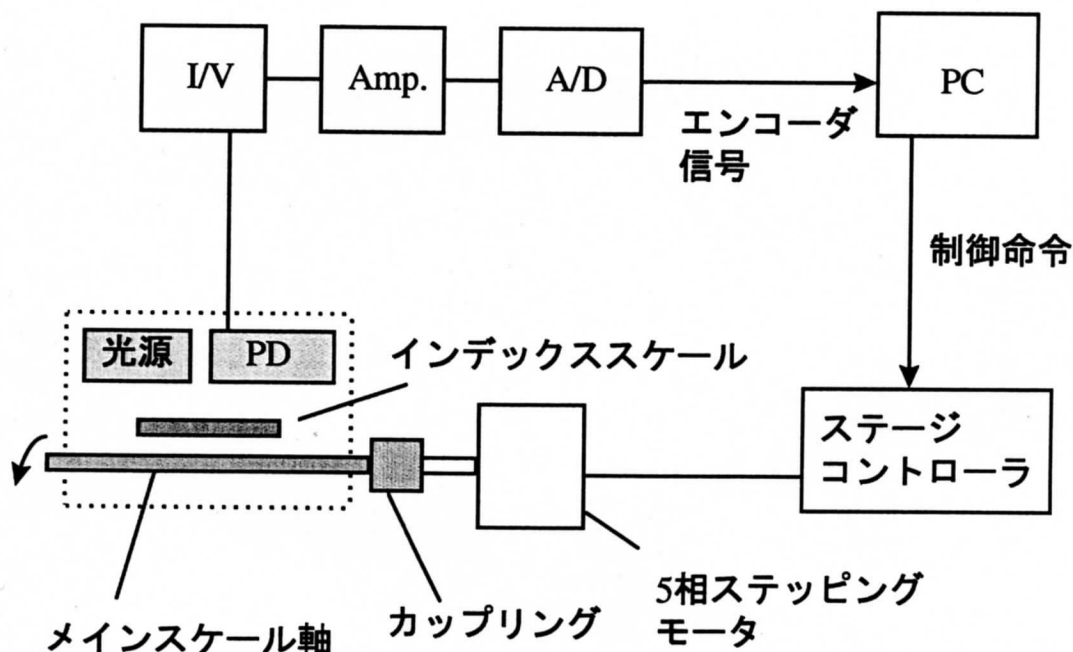 I/V
Amp.
A/D
PC
エンコーダ
信号
制御命令
光源
PD
インデックススケール
ステージ
コントローラ
メインスケール軸
カップリング
5相ステッピング
モータ